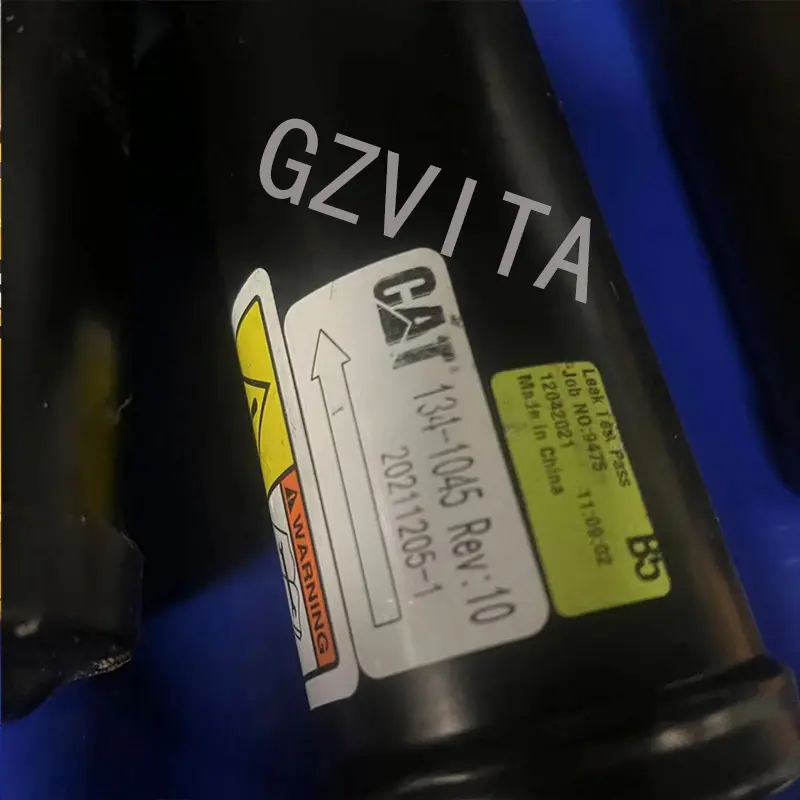 GZVITA
CAT®
134-1045 Rev:10
20211205-1
WARNING
Leak Test Pass
Job NO:9475
12042021 11:09:02
Made in China
B5